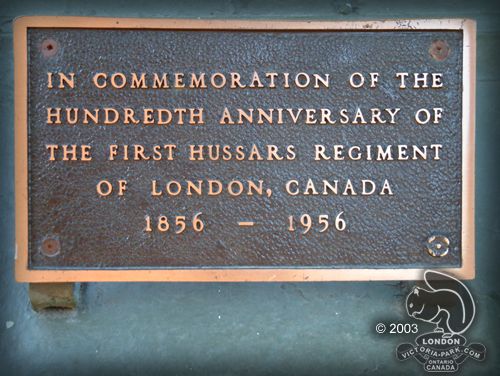 IN COMMEMORATION OF THE
HUNDREDTH ANNIVERSARY OF
THE FIRST HUSSARS REGIMENT
OF LONDON, CANADA
1856 — 1956
© 2003
LONDON
VICTORIA-PARK.COM
ONTARIO
CANADA